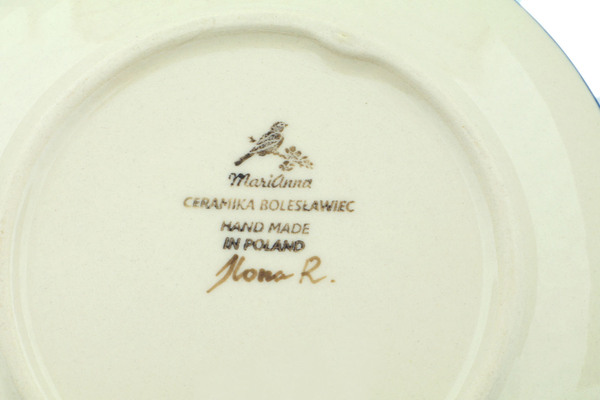 MariAnna
CERAMIKA BOLESŁAWIEC
HAND MADE
IN POLAND
Ilona R.